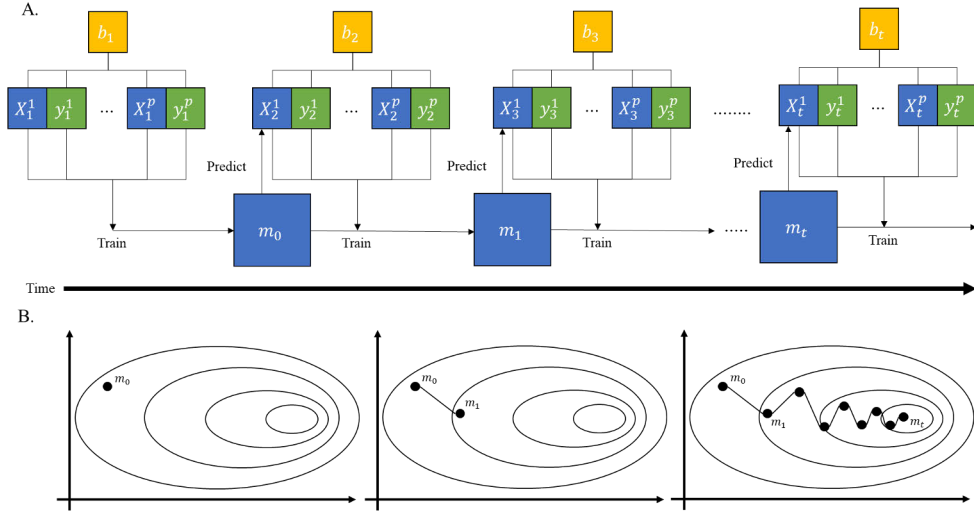 A.
b₁ b₂ b₃ bₜ
X₁¹ y₁¹ ... X₁ᵖ y₁ᵖ X₂¹ y₂¹ ... X₂ᵖ y₂ᵖ X₃¹ y₃¹ ... X₃ᵖ y₃ᵖ ........ Xₜ¹ yₜ¹ ... Xₜᵖ yₜᵖ
Predict Predict Predict
m₀ m₁ ..... mₜ
Train Train Train Train
Time
B.
m₀ m₀ m₀
m₁ m₁ mₜ